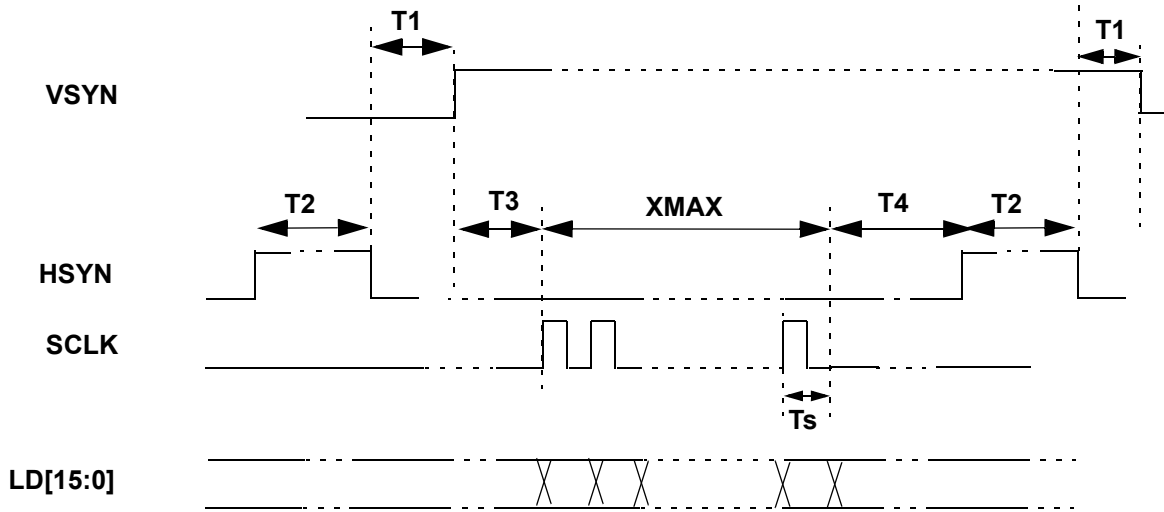 T1
T1
VSYN
T2
T3
XMAX
T4
T2
HSYN
SCLK
Ts
LD[15:0]